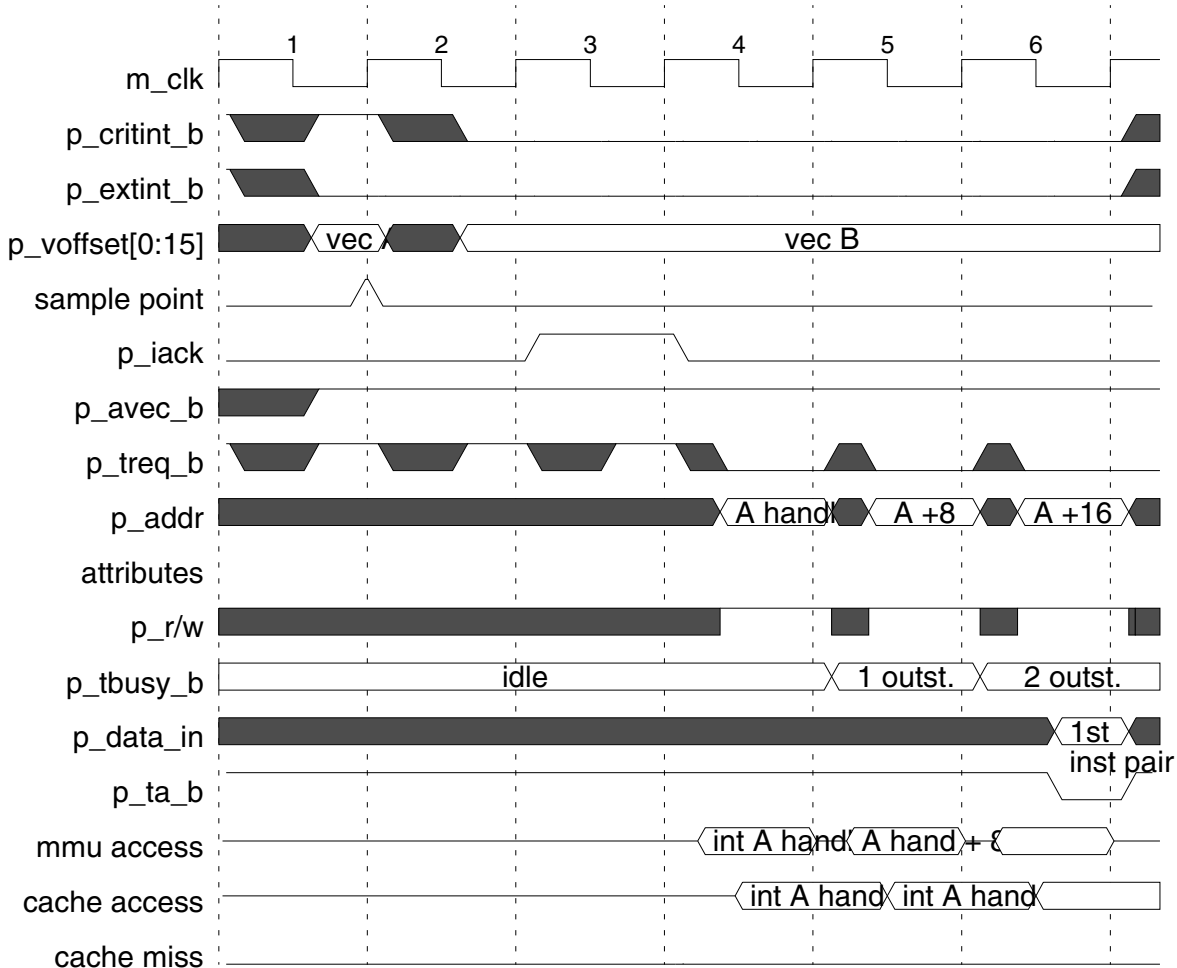 1 2 3 4 5 6
m_clk
p_critint_b
p_extint_b
p_voffset[0:15] vec A vec B
sample point
p_iack
p_avec_b
p_treq_b
p_addr A handl A +8 A +16
attributes
p_r/w
p_tbusy_b idle 1 outst. 2 outst.
p_data_in 1st
inst pair
p_ta_b
mmu access int A handl A hand + 8
cache access int A hand int A hand
cache miss